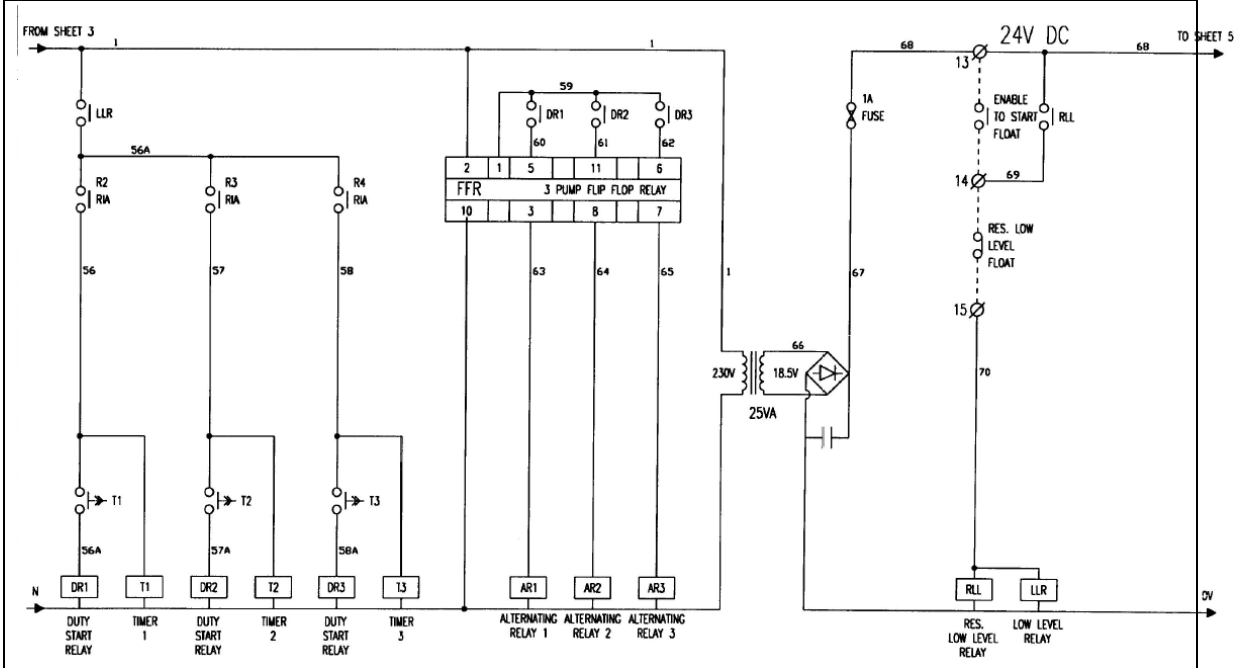 FROM SHEET 3
1
1
68
24V DC
68
TO SHEET 5
13
59
LLR
DR1
DR2
DR3
1A
FUSE
ENABLE
TO START
FLOAT
RLL
60
61
62
56A
2
1
5
11
6
R2
RIA
R3
RIA
R4
RIA
FFR
3 PUMP FLIP FLOP RELAY
14
69
10
3
8
7
RES. LOW
LEVEL
FLOAT
56
57
58
63
64
65
1
67
15
66
230V
18.5V
25VA
70
T1
T2
T3
56A
57A
58A
N
DR1
T1
DR2
T2
DR3
T3
AR1
AR2
AR3
RLL
LLR
0V
DUTY
START
RELAY
TIMER
1
DUTY
START
RELAY
TIMER
2
DUTY
START
RELAY
TIMER
3
ALTERNATING
RELAY 1
ALTERNATING
RELAY 2
ALTERNATING
RELAY 3
RES.
LOW LEVEL
RELAY
LOW LEVEL
RELAY